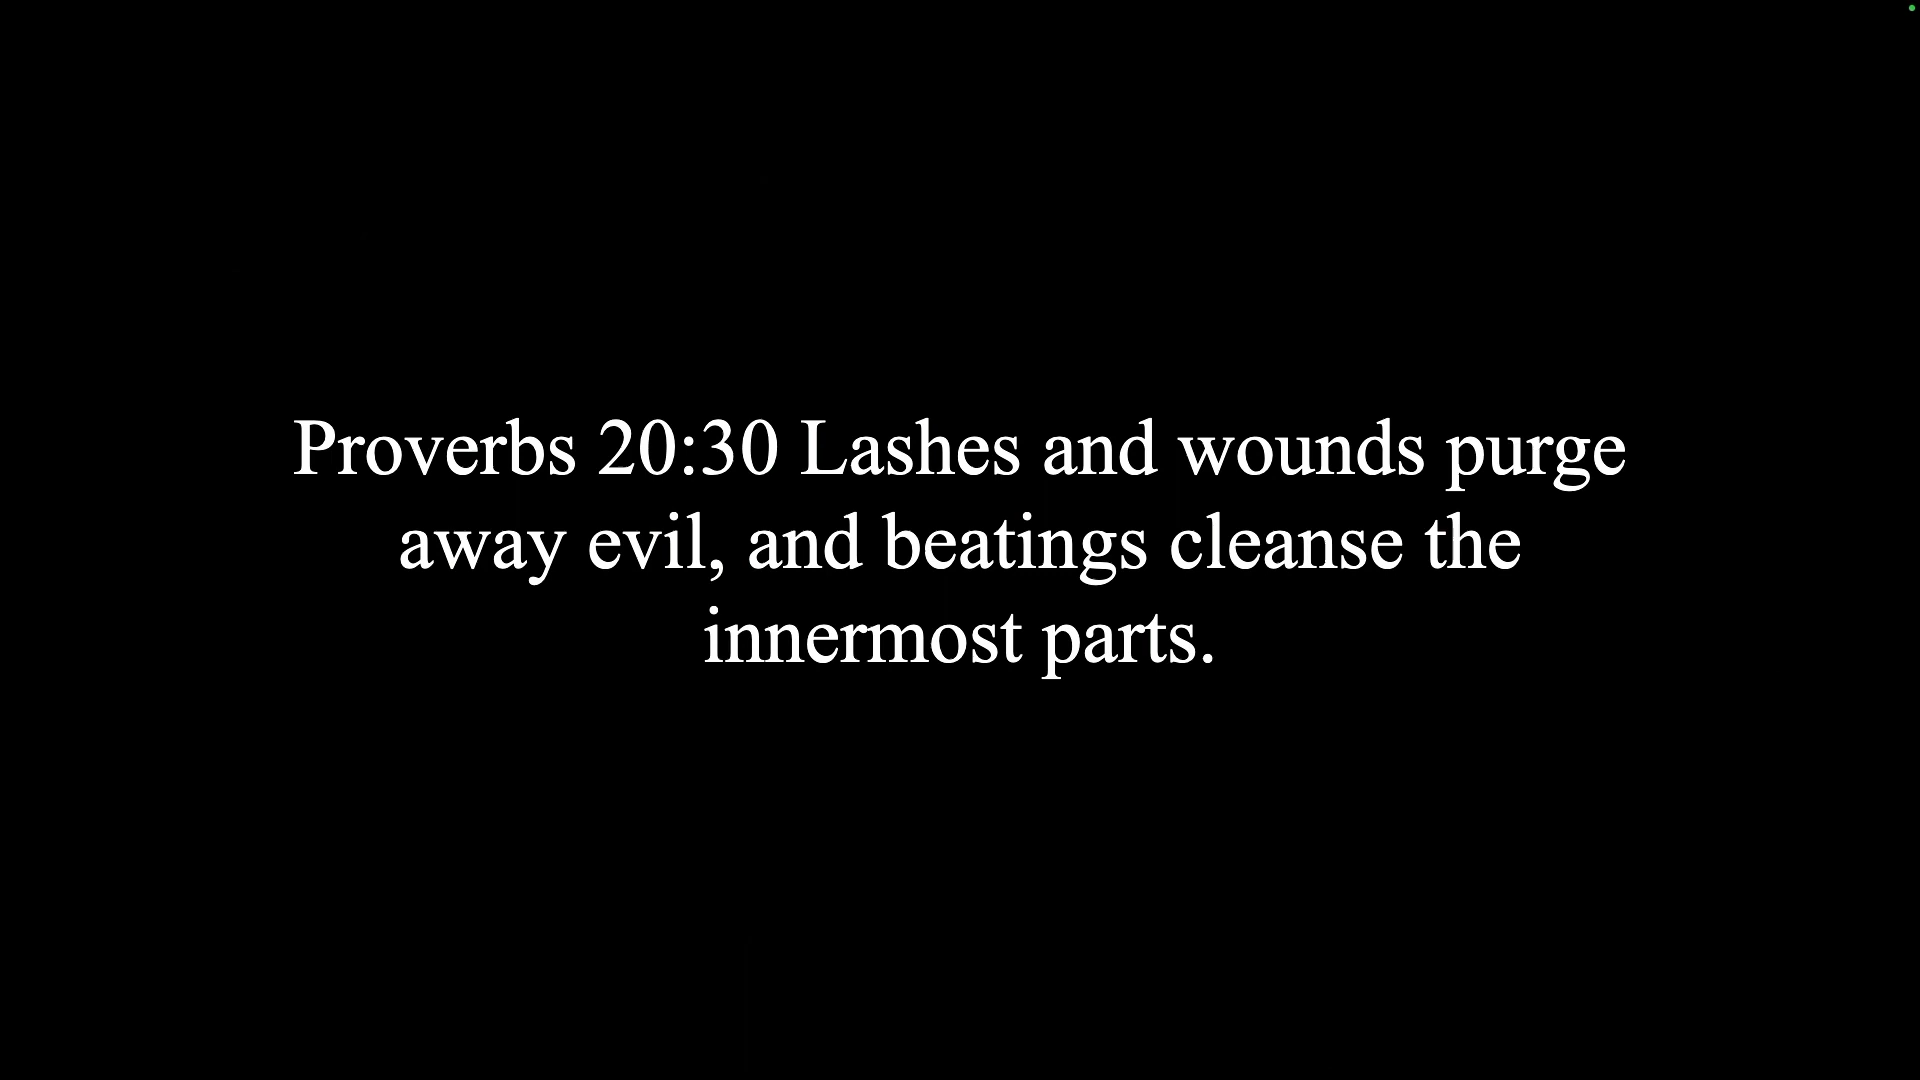 Proverbs 20:30 Lashes and wounds purge
away evil, and beatings cleanse the
innermost parts.